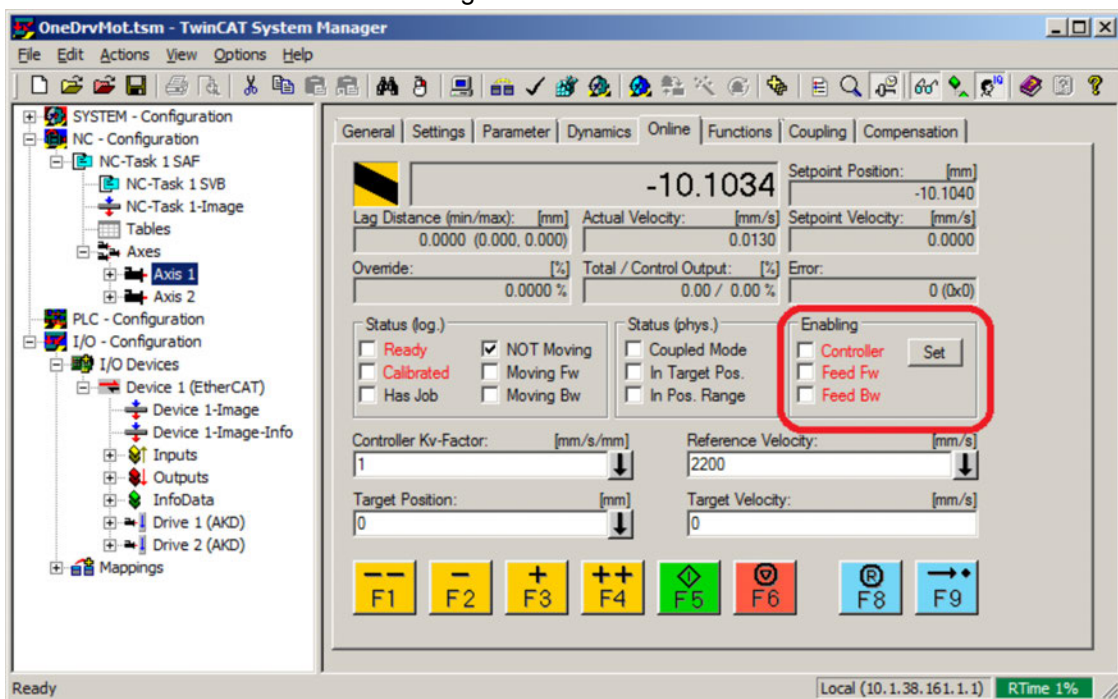 OneDrvMot.tsm - TwinCAT System Manager
File Edit Actions View Options Help
SYSTEM - Configuration
NC - Configuration
NC-Task 1 SAF
NC-Task 1 SVB
NC-Task 1-Image
Tables
Axes
Axis 1
Axis 2
PLC - Configuration
I/O - Configuration
I/O Devices
Device 1 (EtherCAT)
Device 1-Image
Device 1-Image-Info
Inputs
Outputs
InfoData
Drive 1 (AKD)
Drive 2 (AKD)
Mappings
General Settings Parameter Dynamics Online Functions Coupling Compensation
-10.1034
Setpoint Position: [mm]
-10.1040
Lag Distance (min/max): [mm] Actual Velocity: [mm/s] Setpoint Velocity: [mm/s]
0.0000 (0.000, 0.000) 0.0130 0.0000
Override: [%] Total / Control Output: [%] Error:
0.0000 % 0.00 / 0.00 % 0 (0x0)
Status (log.) Status (phys.) Enabling
Ready NOT Moving Coupled Mode Controller Set
Calibrated Moving Fw In Target Pos. Feed Fw
Has Job Moving Bw In Pos. Range Feed Bw
Controller Kv-Factor: [mm/s/mm] Reference Velocity: [mm/s]
1 2200
Target Position: [mm] Target Velocity: [mm/s]
0 0
F1 F2 F3 F4 F5 F6 F8 F9
Ready Local (10.1.38.161.1.1) RTime 1%